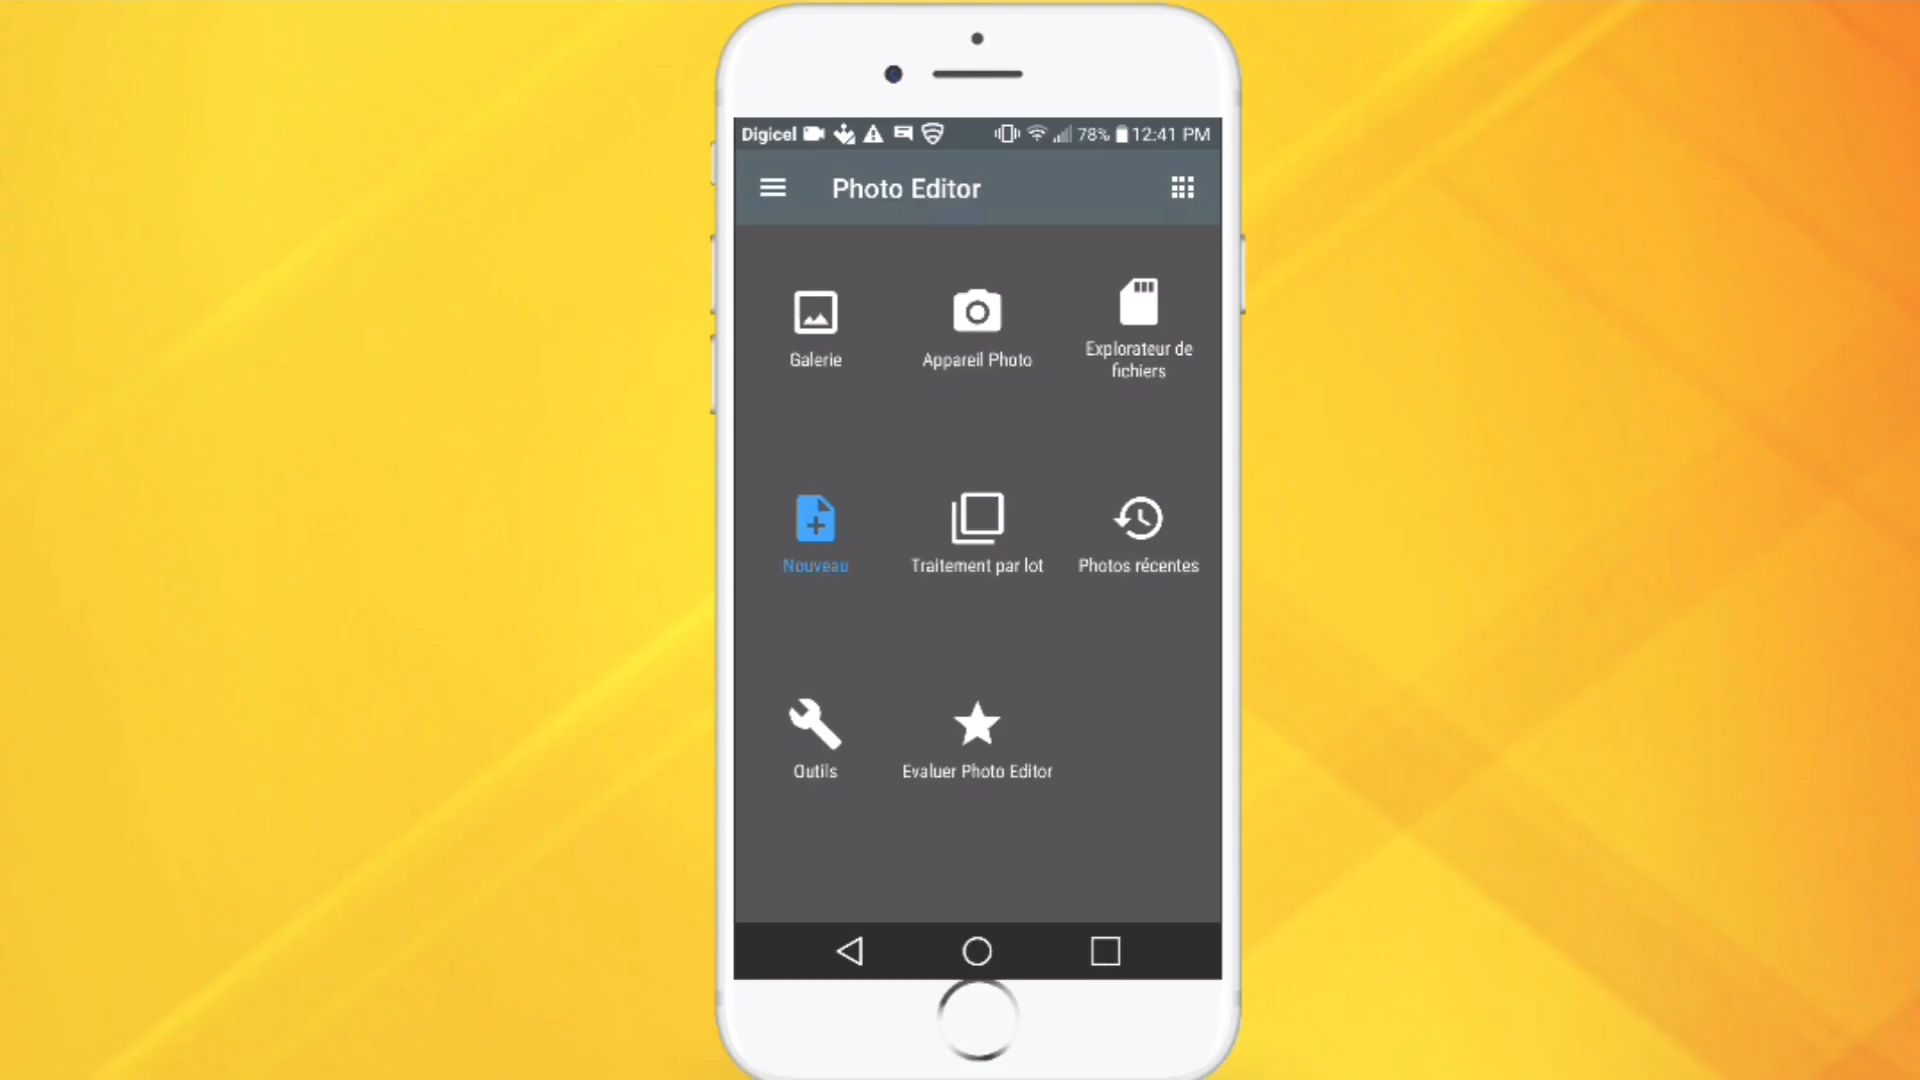 Digicel 78% 12:41 PM
Photo Editor
Galerie
Appareil Photo
Explorateur de
fichiers
Nouveau
Traitement par lot
Photos récentes
Outils
Evaluer Photo Editor